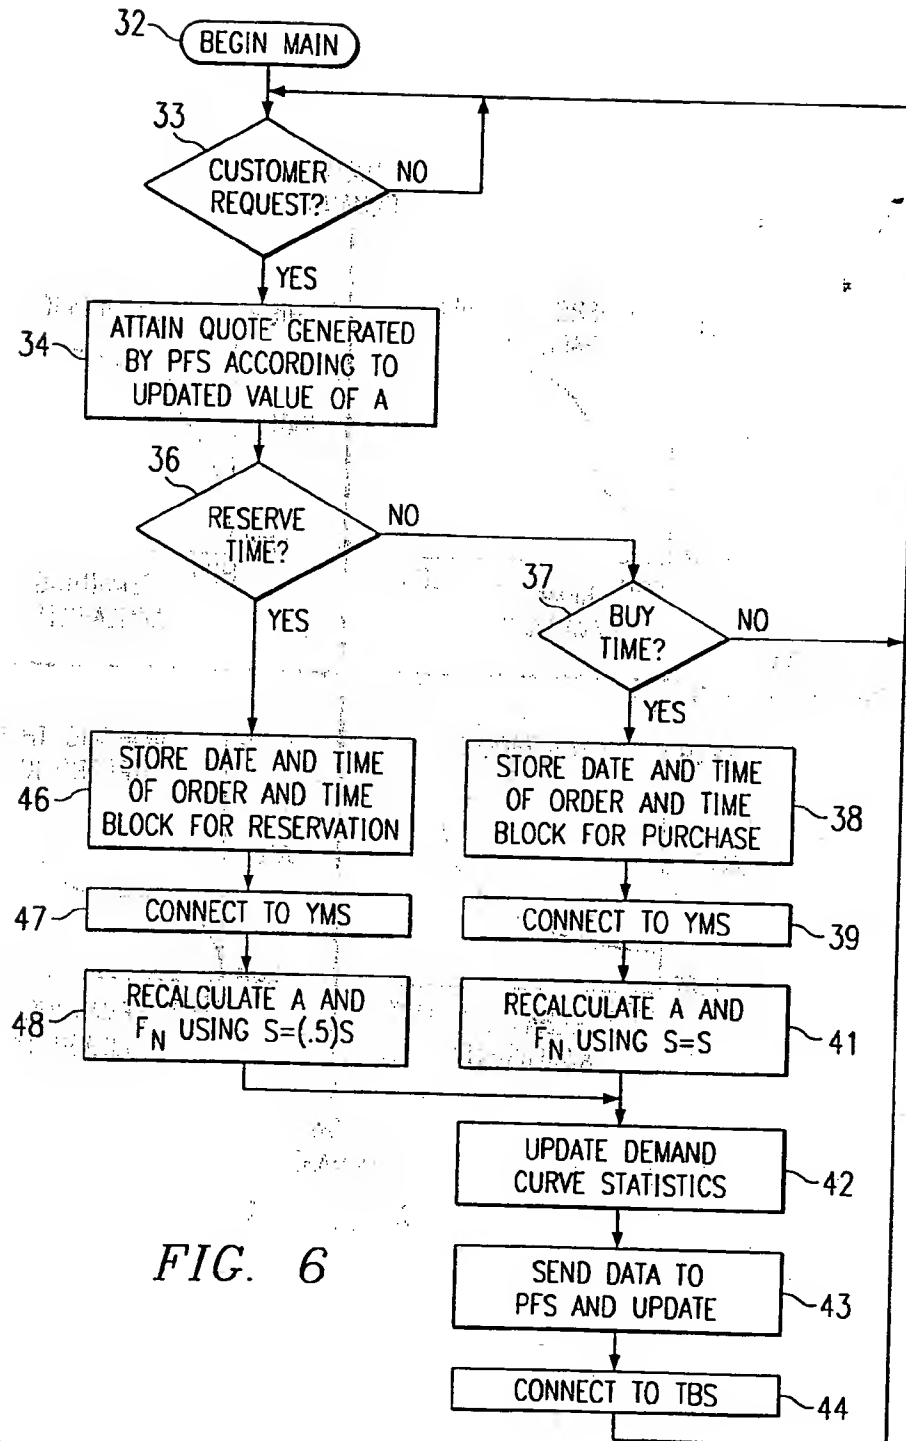 32
BEGIN MAIN
33
CUSTOMER
REQUEST?
NO
YES
34
ATTAIN QUOTE GENERATED
BY PFS ACCORDING TO
UPDATED VALUE OF A
36
RESERVE
TIME?
NO
YES
37
BUY
TIME?
NO
YES
46
STORE DATE AND TIME
OF ORDER AND TIME
BLOCK FOR RESERVATION
STORE DATE AND TIME
OF ORDER AND TIME
BLOCK FOR PURCHASE
38
47
CONNECT TO YMS
CONNECT TO YMS
39
48
RECALCULATE A AND
FN USING S=(.5)S
RECALCULATE A AND
FN USING S=S
41
UPDATE DEMAND
CURVE STATISTICS
42
FIG. 6
SEND DATA TO
PFS AND UPDATE
43
CONNECT TO TBS
44